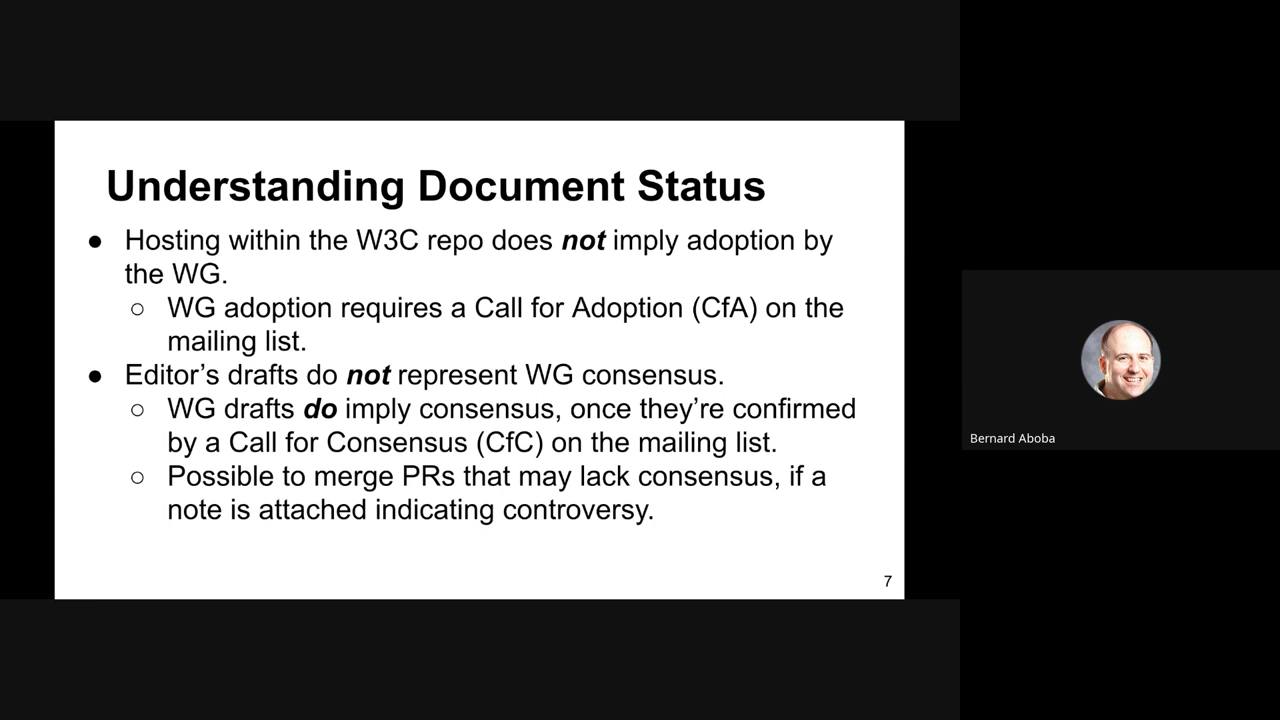 Understanding Document Status
● Hosting within the W3C repo does not imply adoption by
the WG.
○ WG adoption requires a Call for Adoption (CfA) on the
mailing list.
● Editor’s drafts do not represent WG consensus.
○ WG drafts do imply consensus, once they’re confirmed
by a Call for Consensus (CfC) on the mailing list.
○ Possible to merge PRs that may lack consensus, if a
note is attached indicating controversy.
7
Bernard Aboba